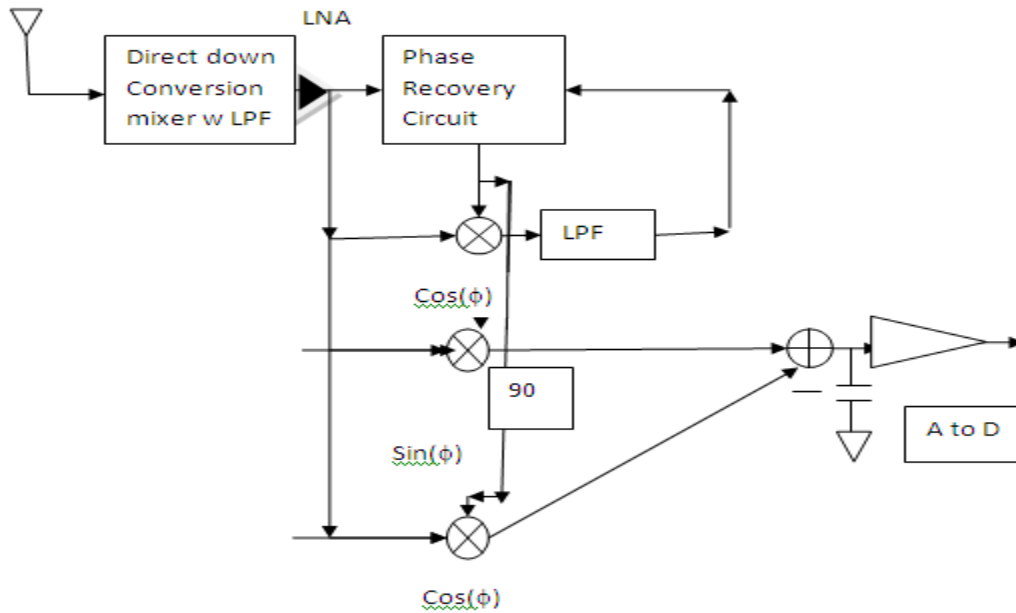 LNA
Direct down
Conversion
mixer w LPF
Phase
Recovery
Circuit
LPF
Cos(ϕ)
90
A to D
Sin(ϕ)
Cos(ϕ)